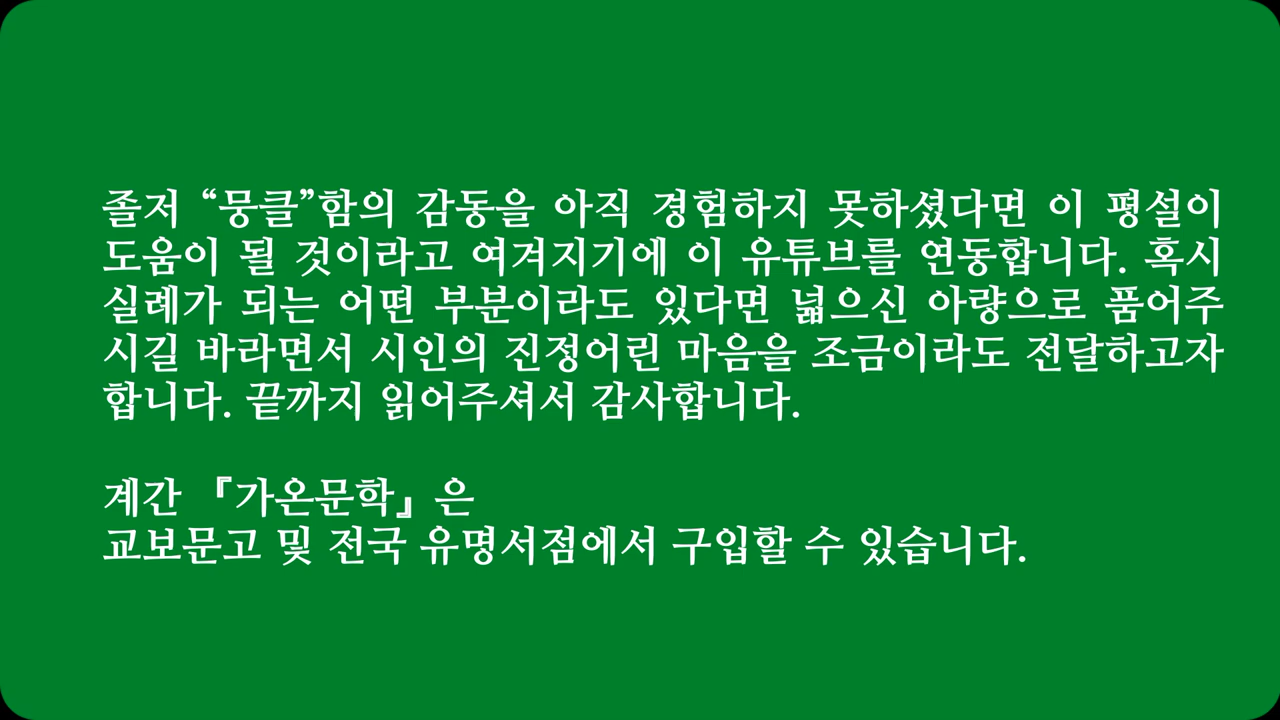 졸저 “뭉클”함의 감동을 아직 경험하지 못하셨다면 이 평설이
도움이 될 것이라고 여겨지기에 이 유튜브를 연동합니다. 혹시
실례가 되는 어떤 부분이라도 있다면 넓으신 아량으로 품어주
시길 바라면서 시인의 진정어린 마음을 조금이라도 전달하고자
합니다. 끝까지 읽어주셔서 감사합니다.
계간 『가온문학』은
교보문고 및 전국 유명서점에서 구입할 수 있습니다.